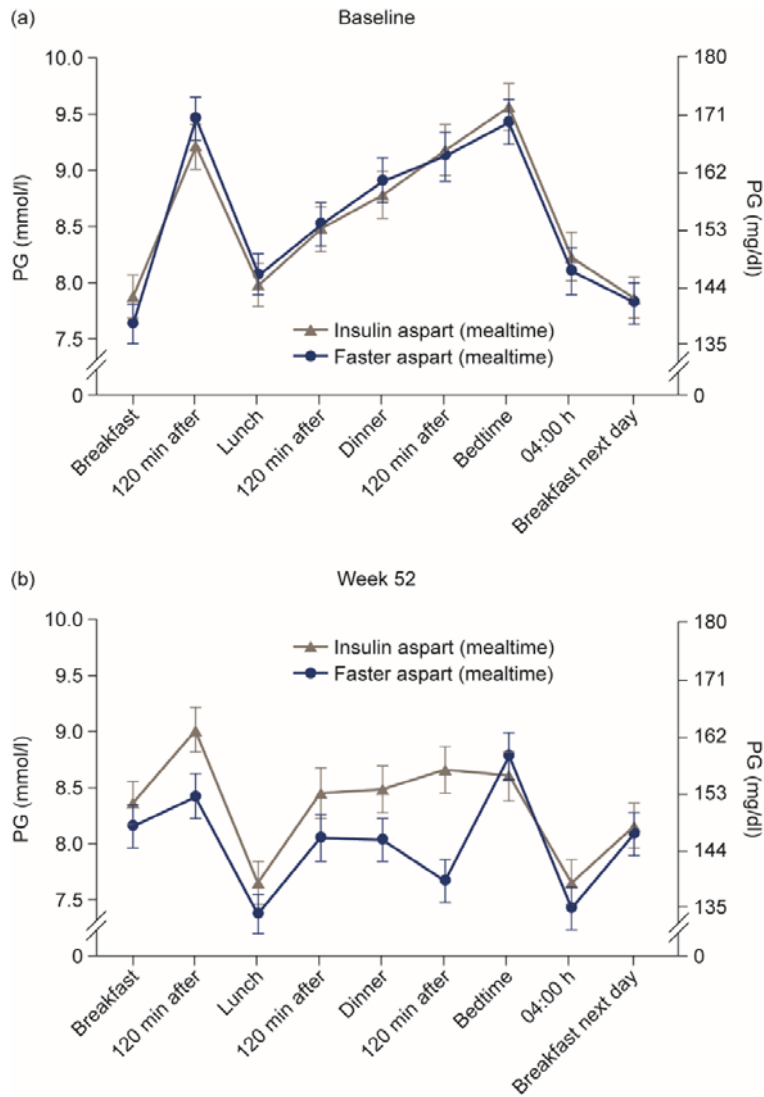 (a)
Baseline
PG (mmol/l)
10.0
9.5
9.0
8.5
8.0
7.5
0
180
171
162
153
144
135
0
PG (mg/dl)
Insulin aspart (mealtime)
Faster aspart (mealtime)
Breakfast
120 min after
Lunch
120 min after
Dinner
120 min after
Bedtime
04:00 h
Breakfast next day
(b)
Week 52
PG (mmol/l)
10.0
9.5
9.0
8.5
8.0
7.5
0
180
171
162
153
144
135
0
PG (mg/dl)
Insulin aspart (mealtime)
Faster aspart (mealtime)
Breakfast
120 min after
Lunch
120 min after
Dinner
120 min after
Bedtime
04:00 h
Breakfast next day